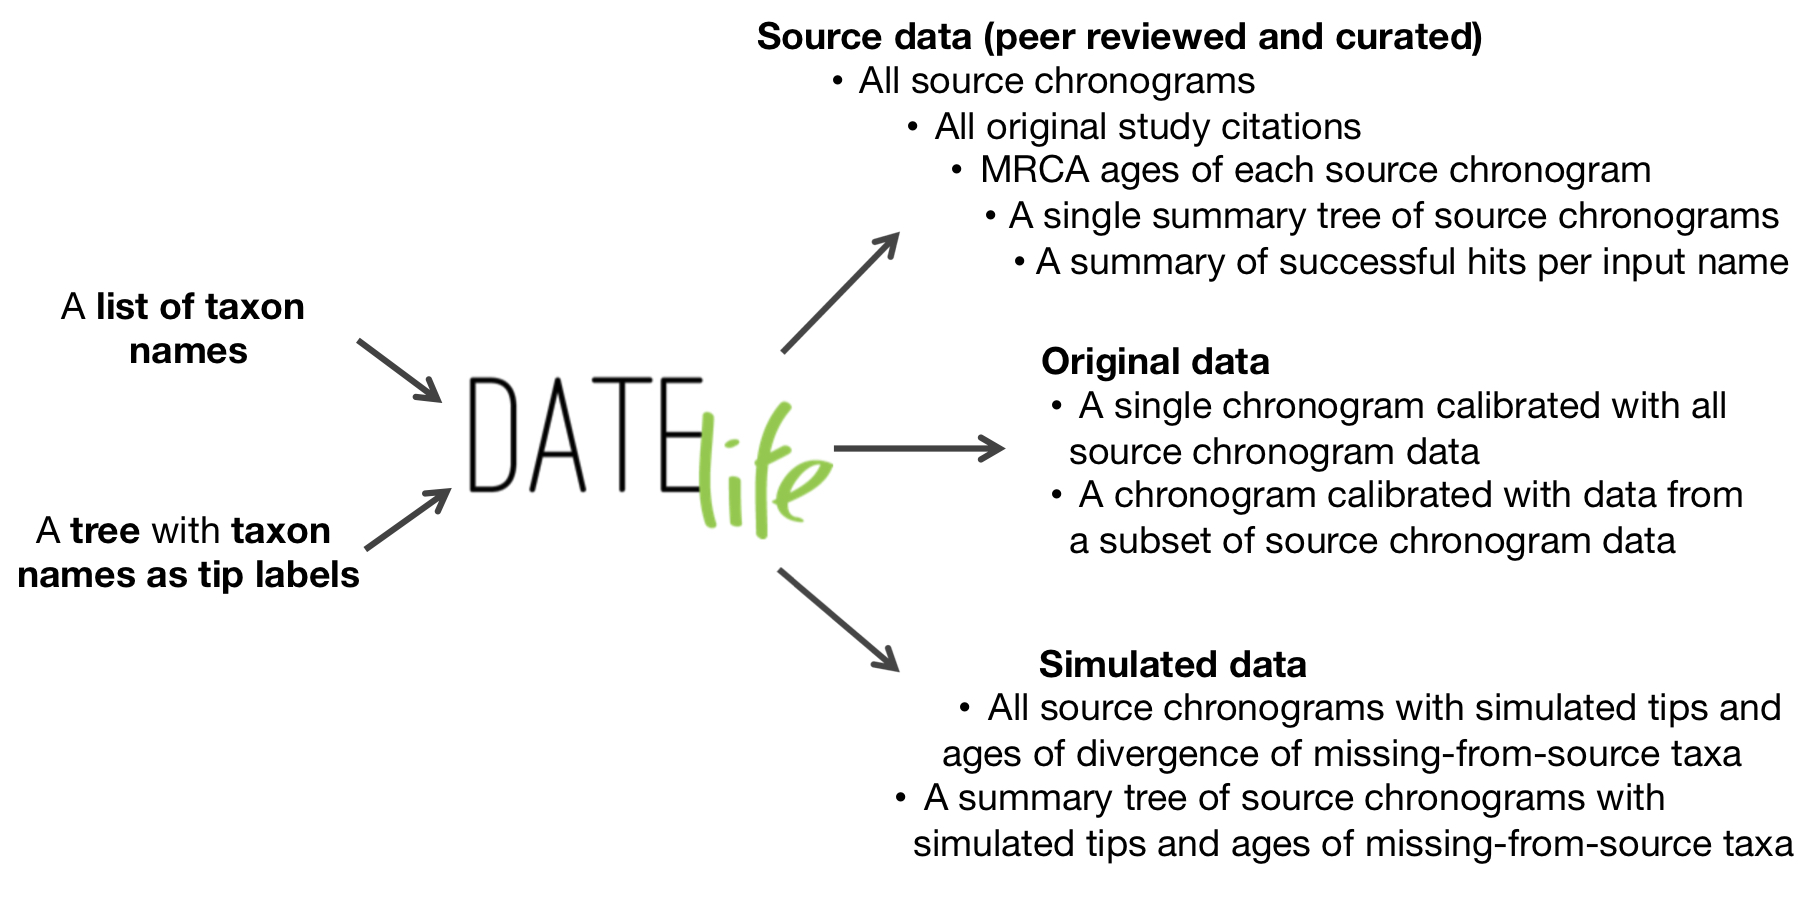 Source data (peer reviewed and curated)
• All source chronograms
• All original study citations
• MRCA ages of each source chronogram
• A single summary tree of source chronograms
• A summary of successful hits per input name
A list of taxon
names
DATElife
A tree with taxon
names as tip labels
Original data
• A single chronogram calibrated with all
source chronogram data
• A chronogram calibrated with data from
a subset of source chronogram data
Simulated data
• All source chronograms with simulated tips and
ages of divergence of missing-from-source taxa
• A summary tree of source chronograms with
simulated tips and ages of missing-from-source taxa